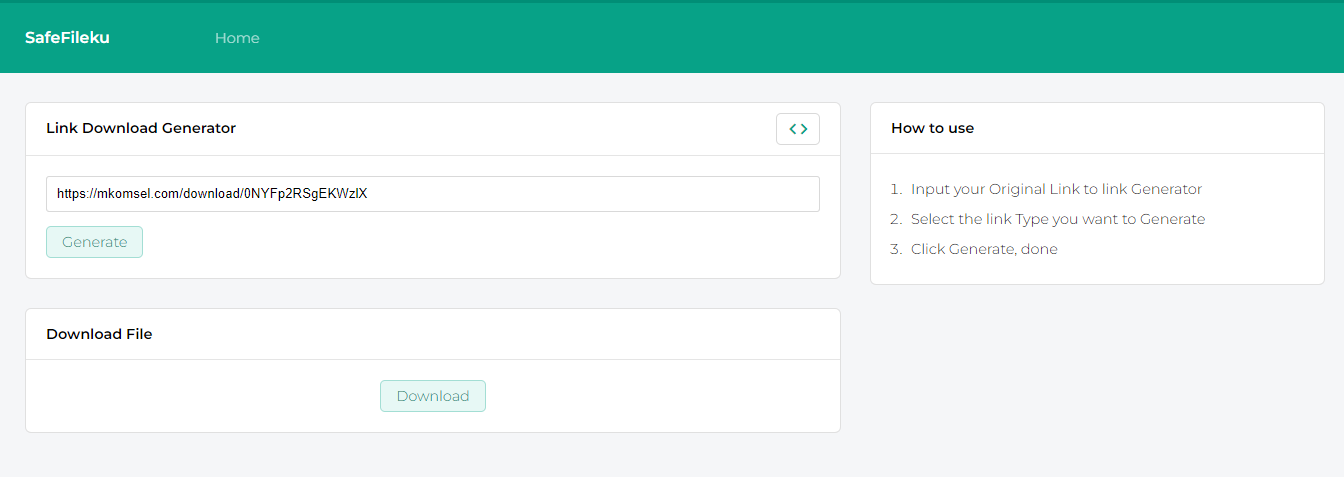 SafeFileku
Home
Link Download Generator
https://mkomsel.com/download/0NYFp2RSgEKWzlX
Generate
Download File
Download
How to use
1. Input your Original Link to link Generator
2. Select the link Type you want to Generate
3. Click Generate, done